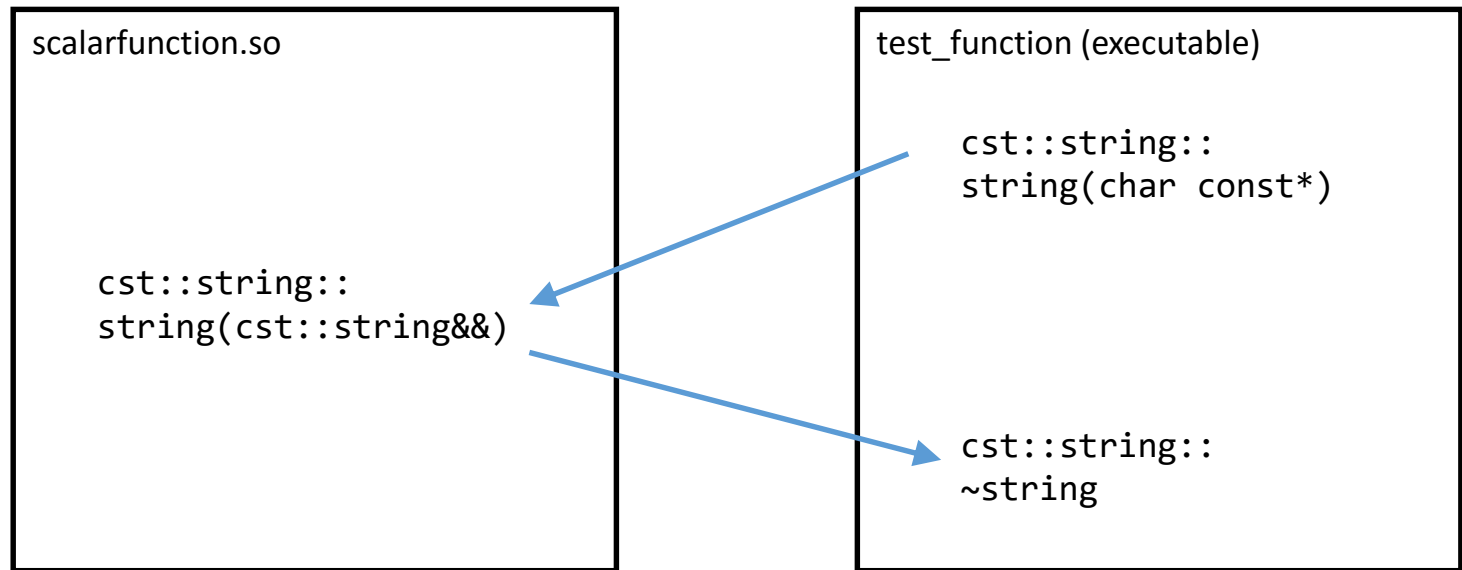 scalarfunction.so
cst::string::
string(cst::string&&)
test_function (executable)
cst::string::
string(char const*)
cst::string::
~string